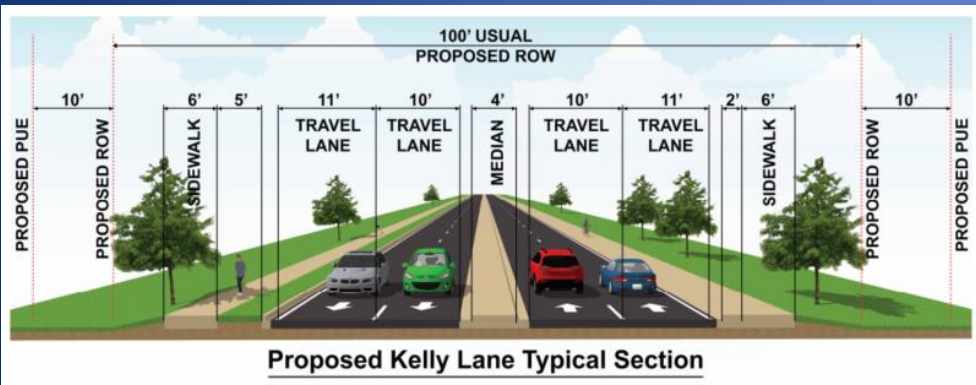 100' USUAL
PROPOSED ROW
10'
6'
5'
11'
10'
4'
10'
11'
2'
6'
10'
PROPOSED PUE
PROPOSED ROW
SIDEWALK
TRAVEL
LANE
TRAVEL
LANE
MEDIAN
TRAVEL
LANE
TRAVEL
LANE
SIDEWALK
PROPOSED ROW
PROPOSED PUE
Proposed Kelly Lane Typical Section